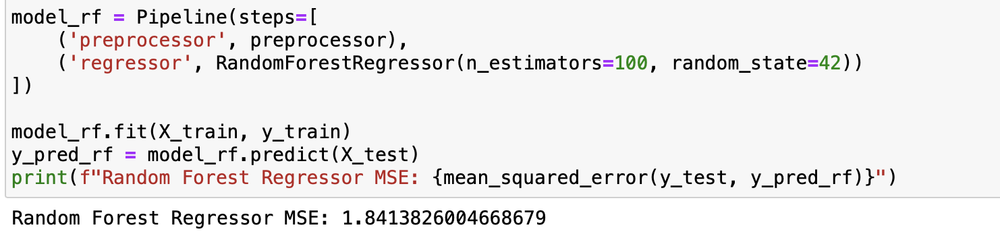 model_rf = Pipeline(steps=[
    ('preprocessor', preprocessor),
    ('regressor', RandomForestRegressor(n_estimators=100, random_state=42))
])
model_rf.fit(X_train, y_train)
y_pred_rf = model_rf.predict(X_test)
print(f"Random Forest Regressor MSE: {mean_squared_error(y_test, y_pred_rf)}")
Random Forest Regressor MSE: 1.8413826004668679